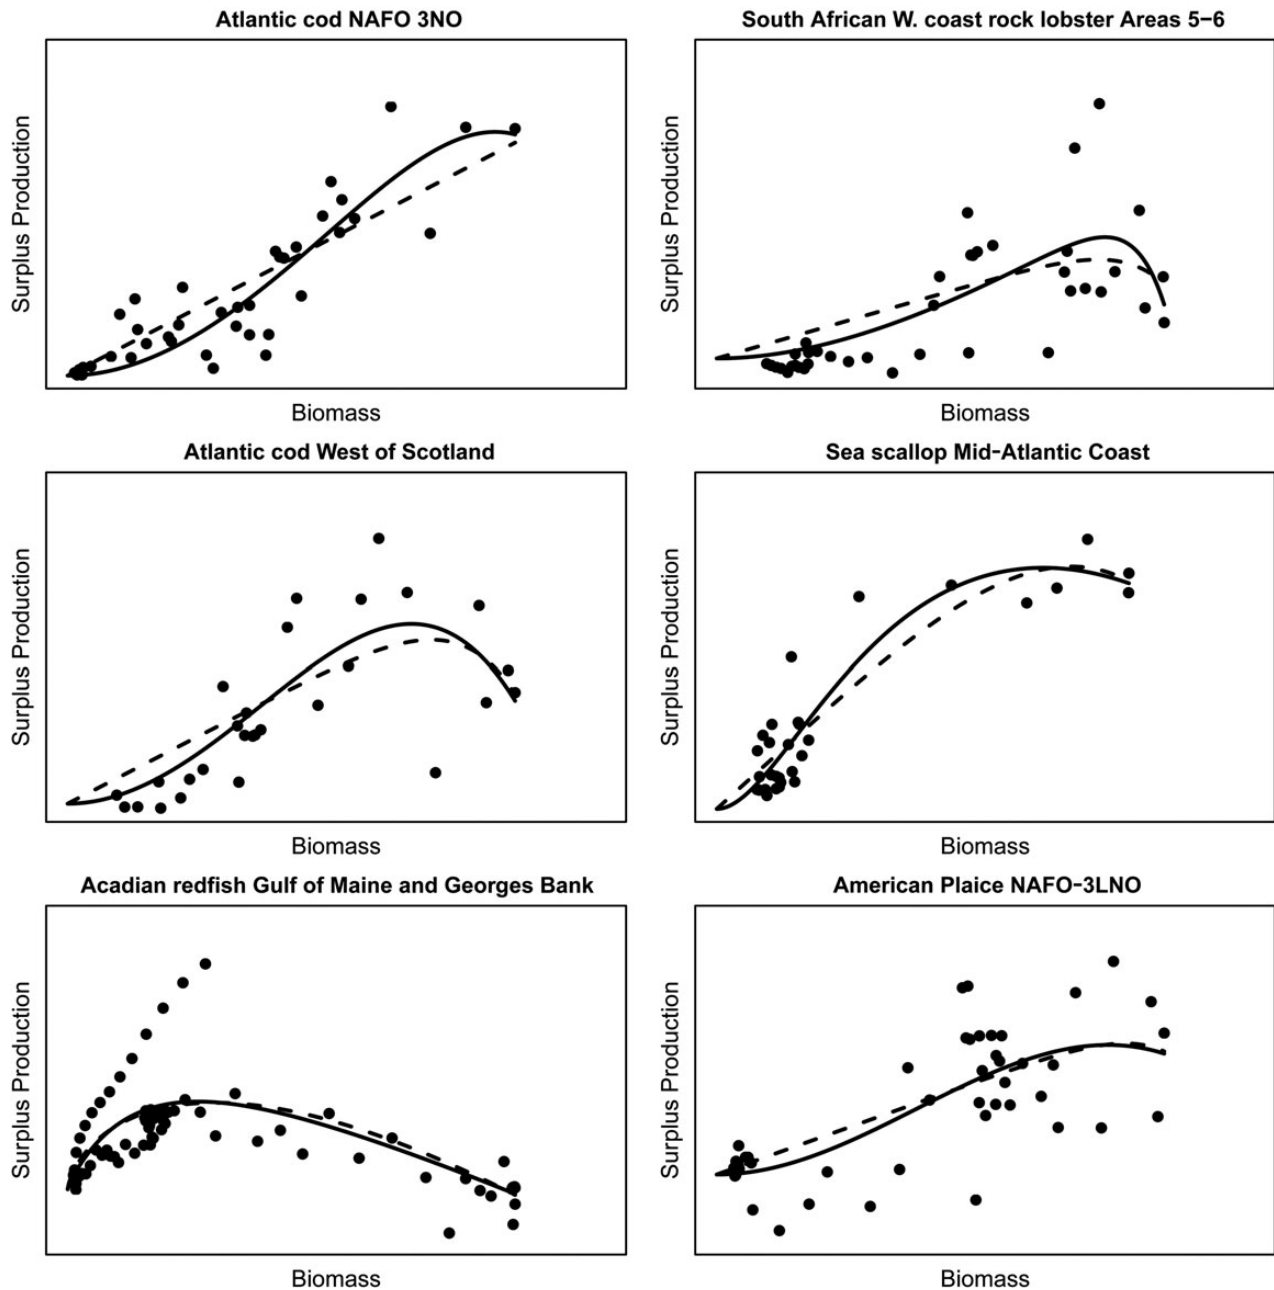 Atlantic cod NAFO 3NO
South African W. coast rock lobster Areas 5−6
Surplus Production
Surplus Production
Biomass
Biomass
Atlantic cod West of Scotland
Sea scallop Mid−Atlantic Coast
Surplus Production
Surplus Production
Biomass
Biomass
Acadian redfish Gulf of Maine and Georges Bank
American Plaice NAFO−3LNO
Surplus Production
Surplus Production
Biomass
Biomass